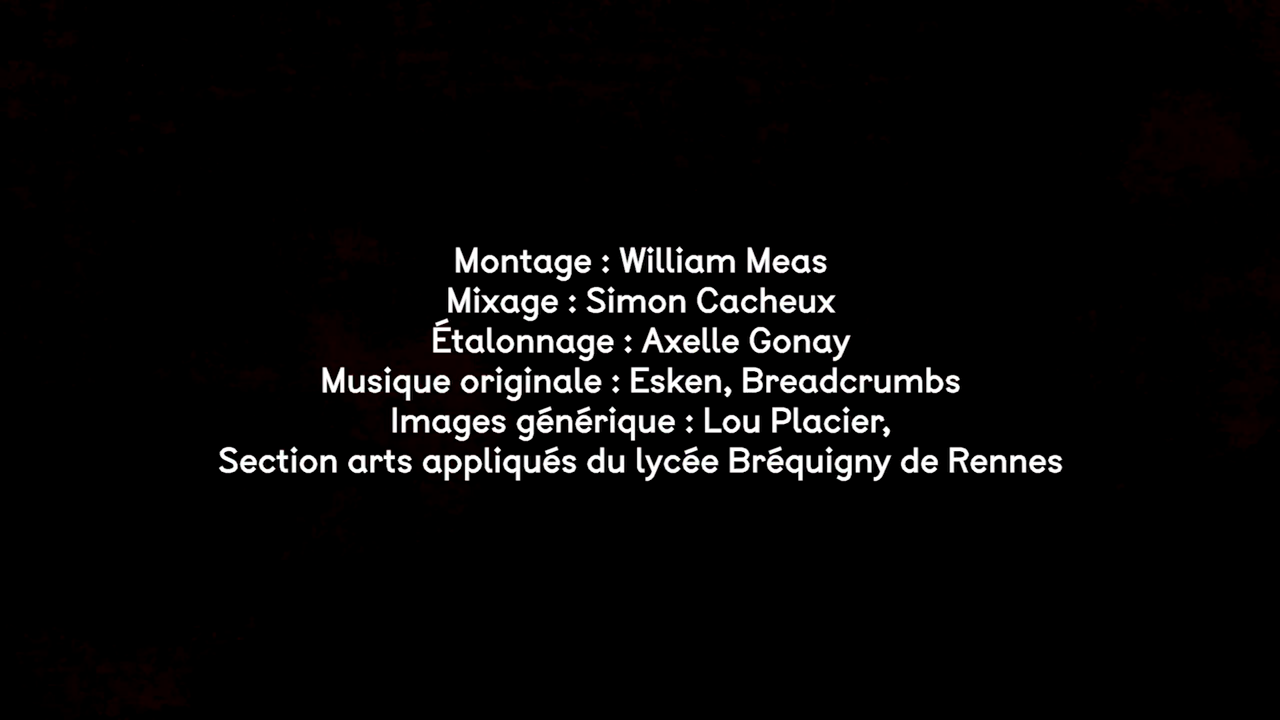 Montage : William Meas
Mixage : Simon Cacheux
Étalonnage : Axelle Gonay
Musique originale : Esken, Breadcrumbs
Images générique : Lou Placier,
Section arts appliqués du lycée Bréquigny de Rennes